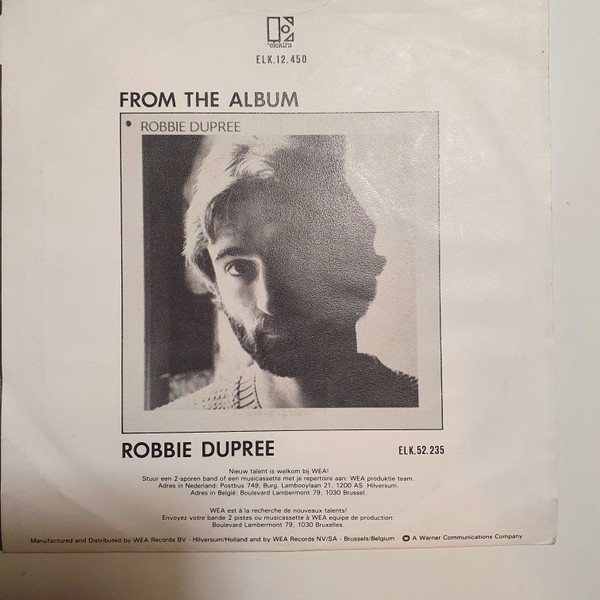 elektra
ELK.12.450
FROM THE ALBUM
ROBBIE DUPREE
ROBBIE DUPREE
ELK.52.235
Nieuw talent is welkom bij WEA!
Stuur een 2-sporen band of een musicassette met je repertoire aan: WEA produktie team.
Adres in Nederland: Postbus 749, Burg. Lambooylaan 21, 1200 AS Hilversum.
Adres in België: Boulevard Lambermont 79, 1030 Brussel.
WEA est à la recherche de nouveaux talents!
Envoyez votre bande 2 pistes ou musicassette à WEA equipe de production:
Boulevard Lambermont 79, 1030 Bruxelles.
Manufactured and Distributed by WEA Records BV - Hilversum/Holland and by WEA Records NV/SA - Brussels/Belgium A Warner Communications Company